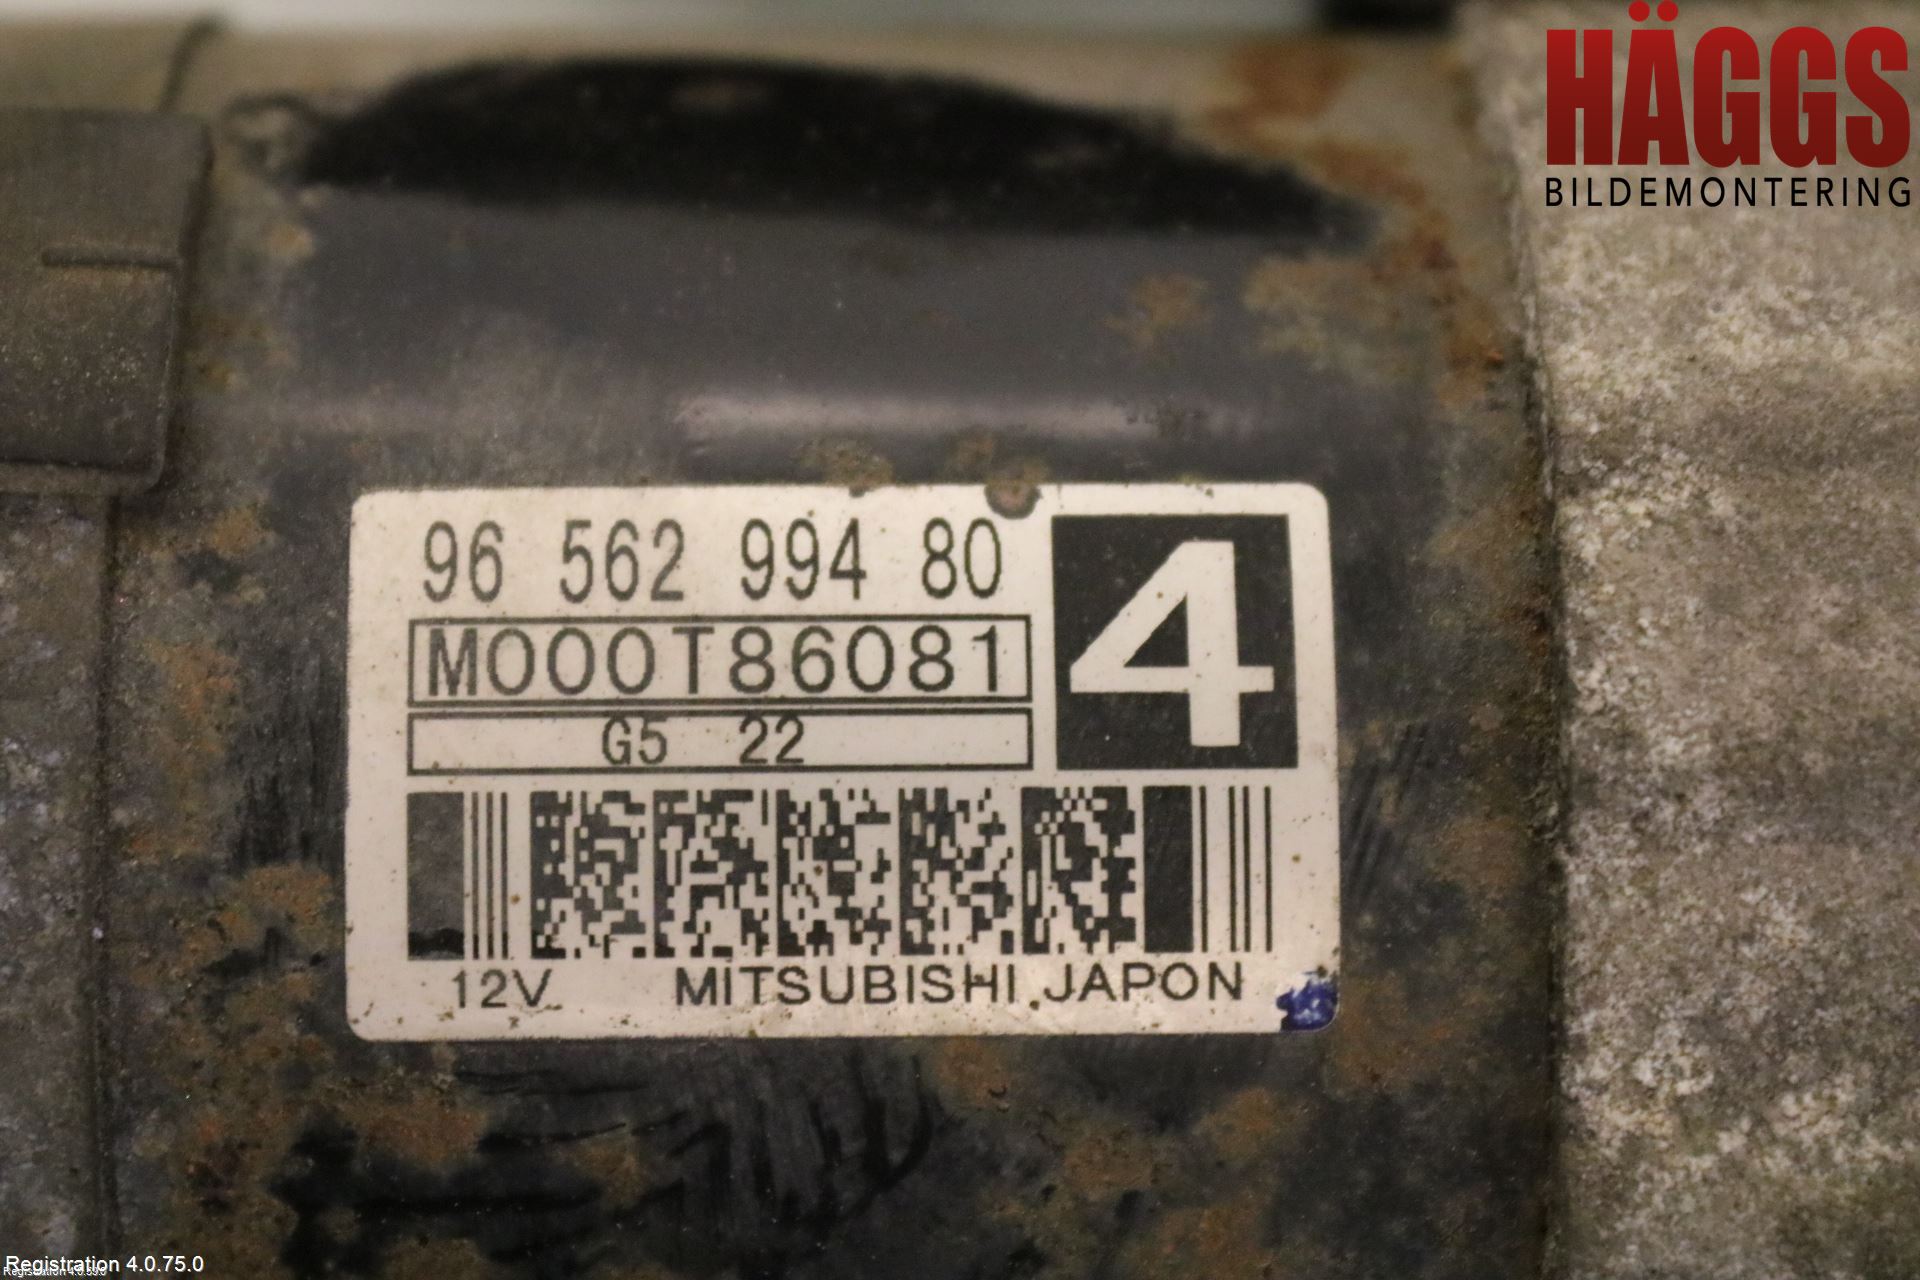 HÄGGS
BILDEMONTERING
96 562 994 80
4
M000T86081
G5 22
12V MITSUBISHI JAPON
Registration 4.0.75.0